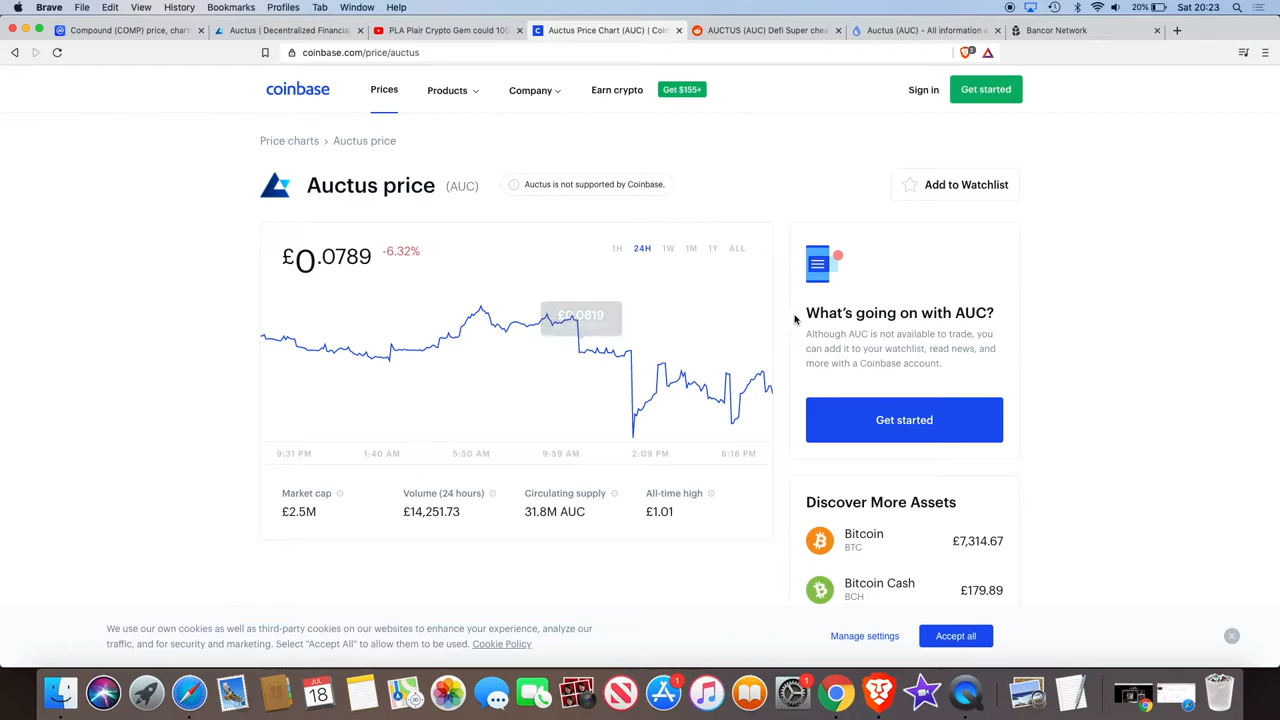 Brave File Edit View History Bookmarks Profiles Tab Window Help 20% Sat 20:23
Compound (COMP) price, chart: Auctus | Decentralized Financia PLA Plair Crypto Gem could 100 Auctus Price Chart (AUC) | Coin AUCTUS (AUC) Defi Super chea Auctus (AUC) - All information a Bancor Network
coinbase.com/price/auctus 2
coinbase Prices Products Company Earn crypto Get $155+ Sign in Get started
Price charts › Auctus price
Auctus price (AUC) Auctus is not supported by Coinbase. Add to Watchlist
£0.0789 -6.32% 1H 24H 1W 1M 1Y ALL
£0.0819
What's going on with AUC?
Although AUC is not available to trade, you
can add it to your watchlist, read news, and
more with a Coinbase account.
Get started
9:31 PM 1:40 AM 5:50 AM 9:59 AM 2:09 PM 6:18 PM
Market cap Volume (24 hours) Circulating supply All-time high
£2.5M £14,251.73 31.8M AUC £1.01
Discover More Assets
Bitcoin
BTC
£7,314.67
Bitcoin Cash
BCH
£179.89
We use our own cookies as well as third-party cookies on our websites to enhance your experience, analyze our
traffic, and for security and marketing. Select "Accept All" to allow them to be used. Cookie Policy
Manage settings Accept all
JUL
18
1 1